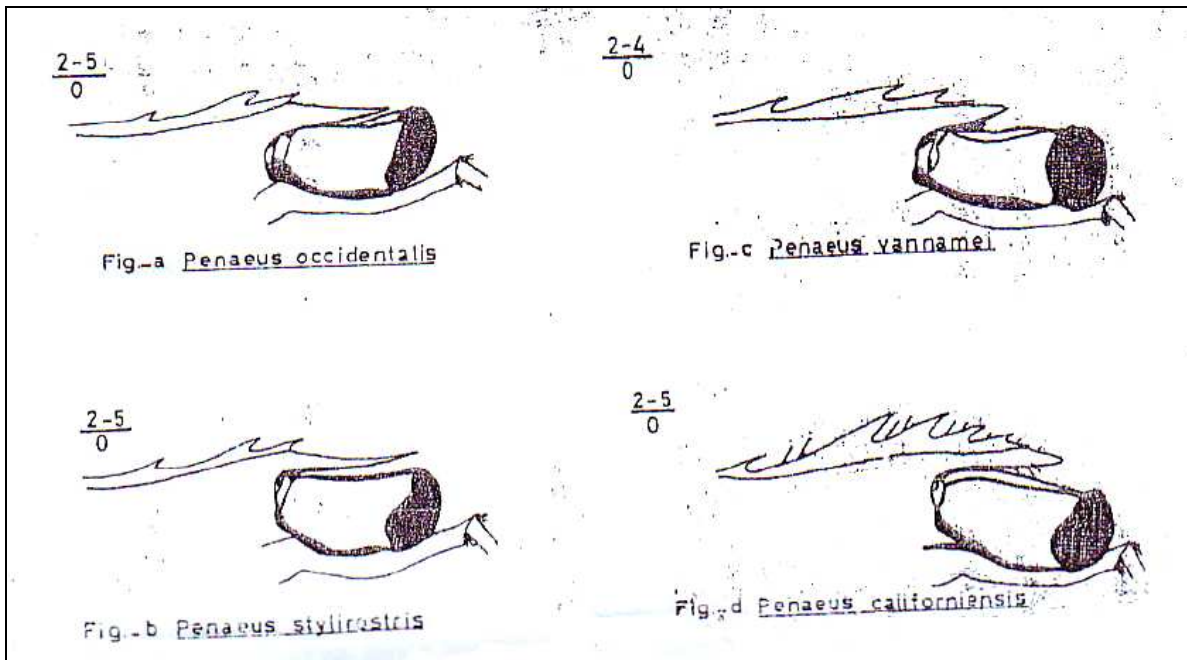 2-5
0
Fig.-a Penaeus occidentalis
2-4
0
Fig.-c Penaeus vannamei
2-5
0
Fig.-b Penaeus stylirostris
2-5
0
Fig.-d Penaeus californiensis